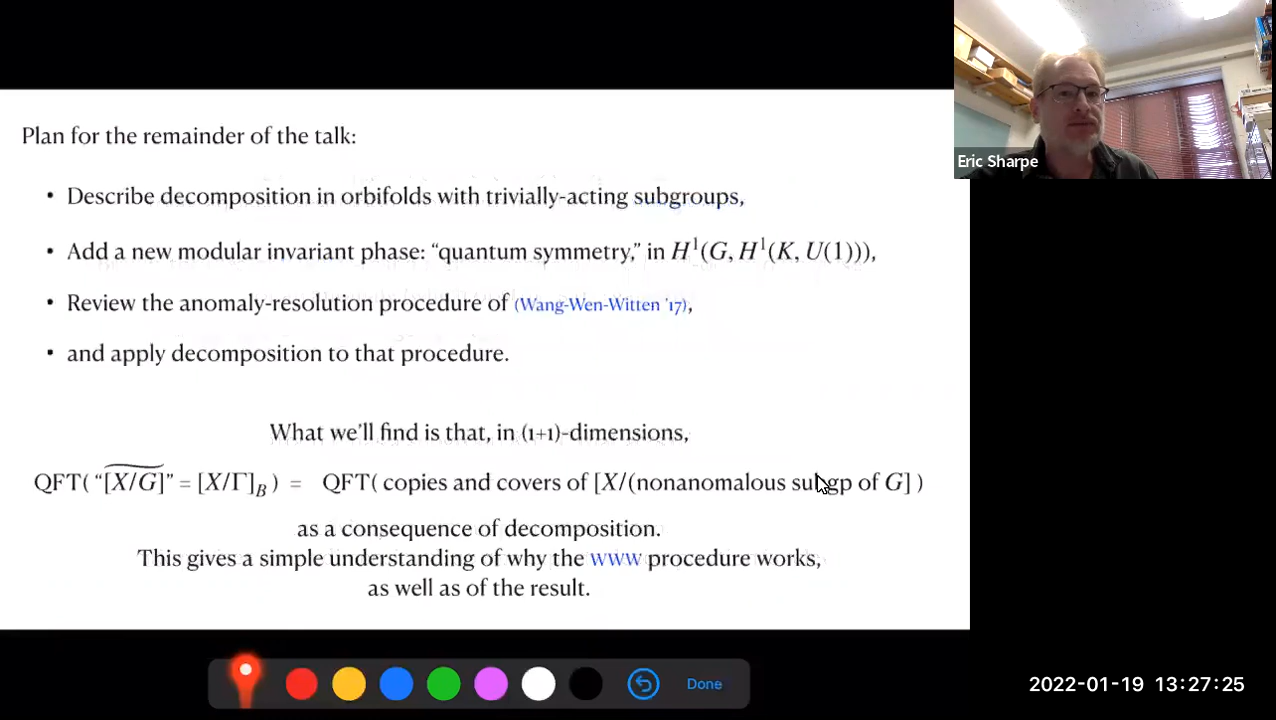 Plan for the remainder of the talk:
• Describe decomposition in orbifolds with trivially-acting subgroups,
• Add a new modular invariant phase: “quantum symmetry,” in H¹(G, H¹(K, U(1))),
• Review the anomaly-resolution procedure of (Wang-Wen-Witten '17),
• and apply decomposition to that procedure.
What we'll find is that, in (1+1)-dimensions,
QFT( “[X/G]” = [X/Γ]_B ) = QFT( copies and covers of [X/(nonanomalous subgp of G] )
as a consequence of decomposition.
This gives a simple understanding of why the WWW procedure works,
as well as of the result.
Eric Sharpe
Done
2022-01-19 13:27:25